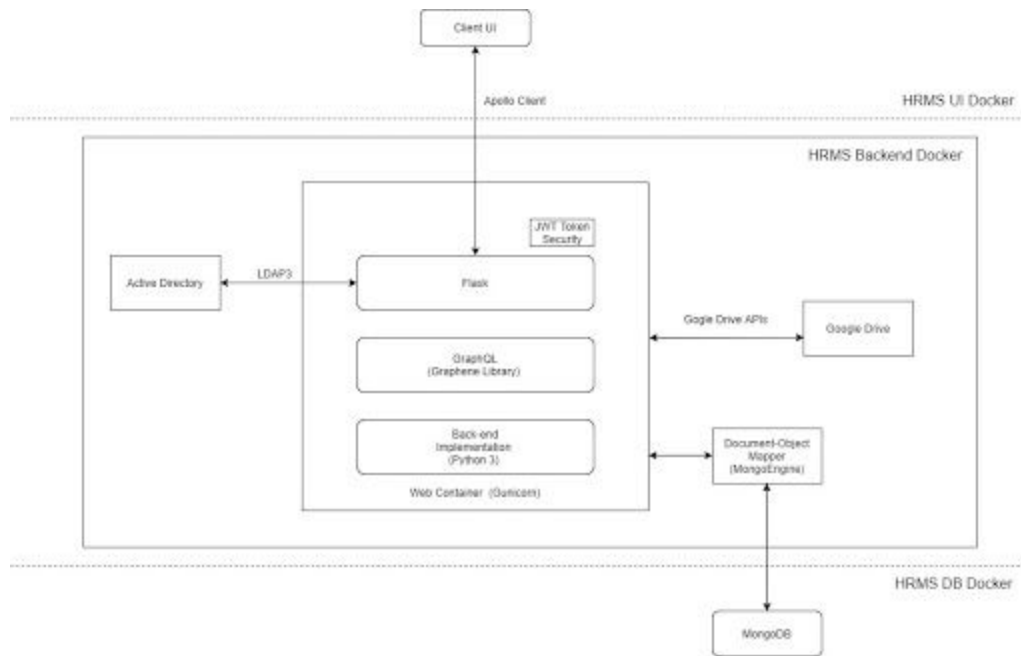 Client UI
Apollo Client
HRMS UI Docker
HRMS Backend Docker
JWT Token
Security
Active Directory
LDAP3
Flask
Gogle Drive APIs
Google Drive
GraphQL
(Graphene Library)
Back-end
Implementation
(Python 3)
Document-Object
Mapper
(MongoEngine)
Web Container (Gunicorn)
HRMS DB Docker
MongoDB